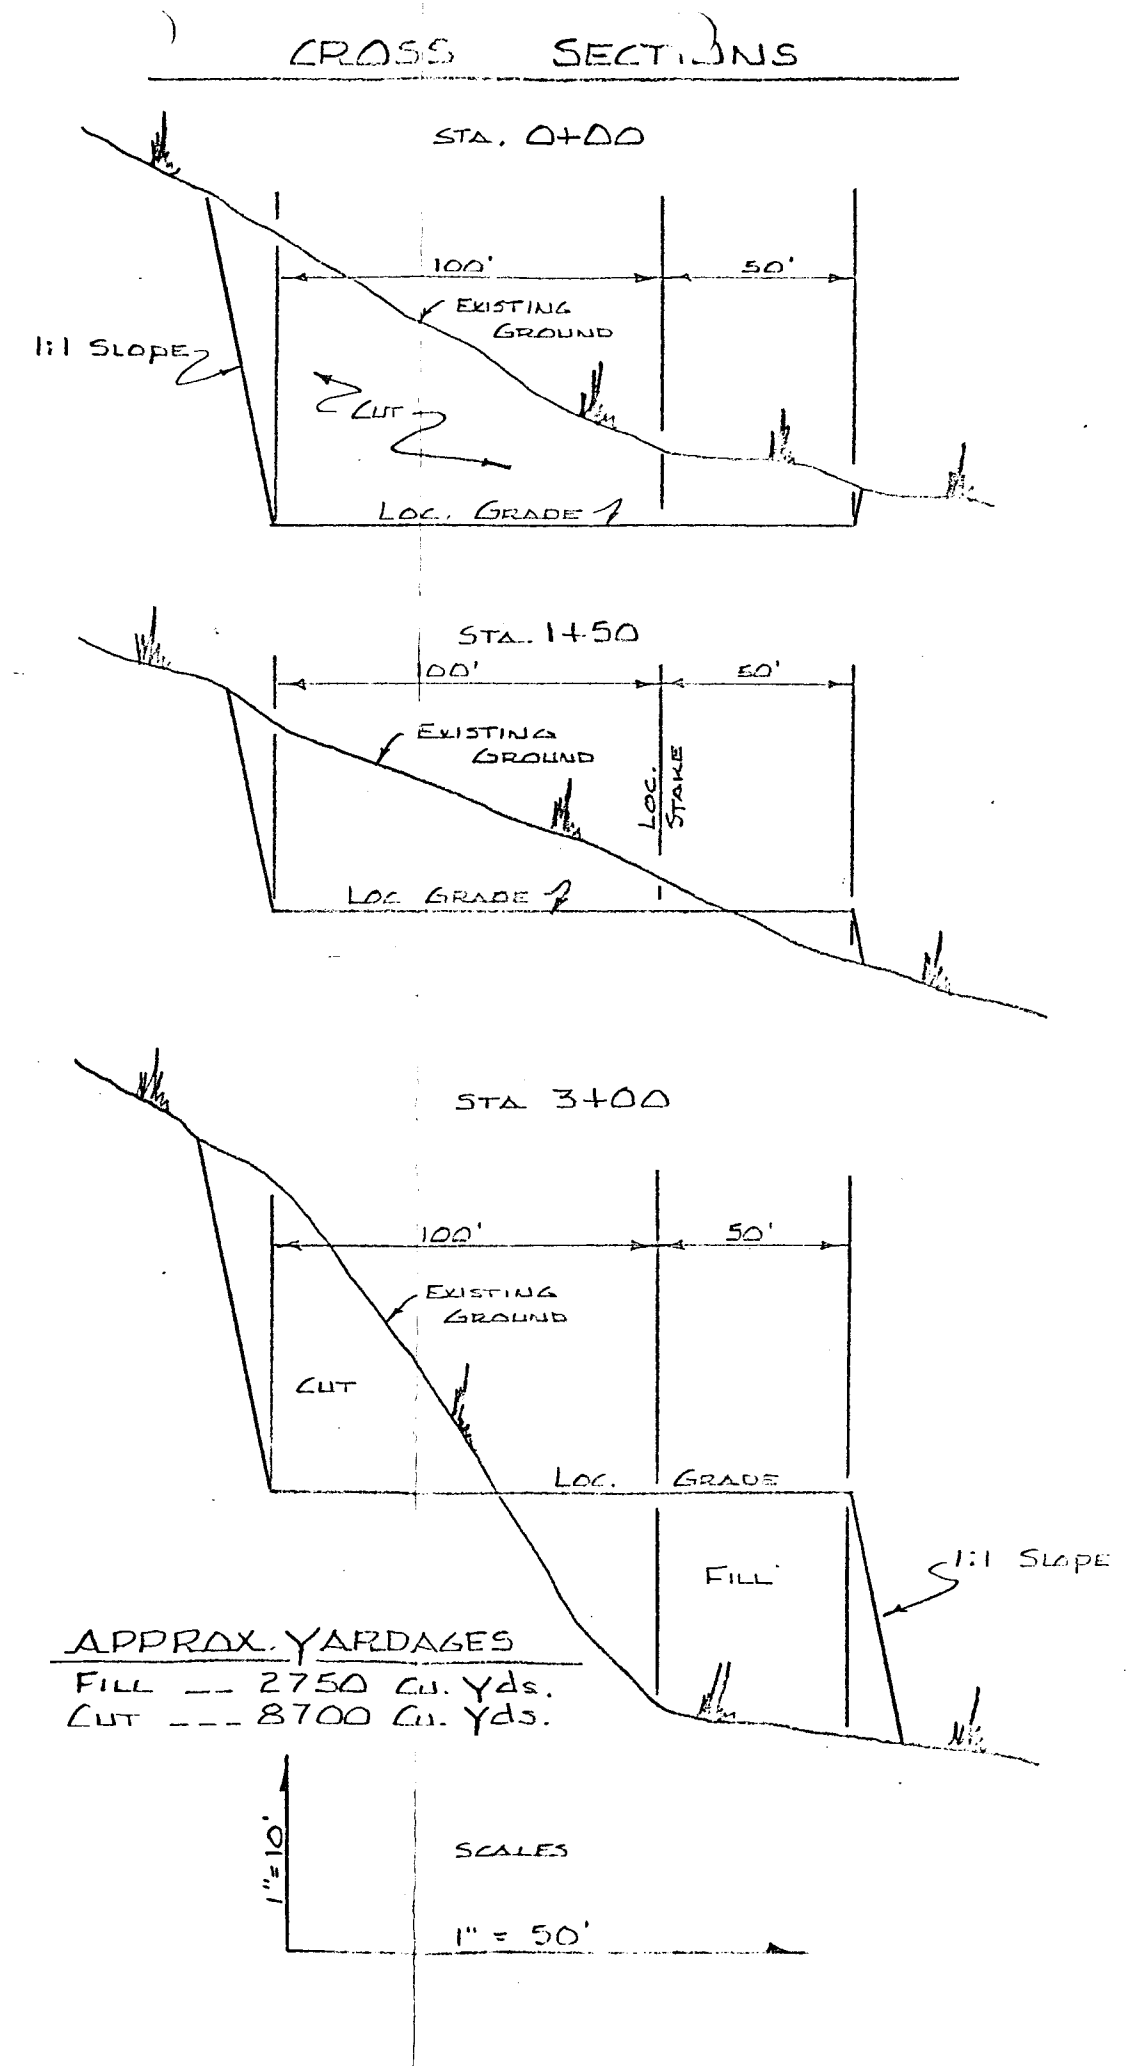 CROSS SECTIONS
STA. 0+00
100' 50'
EXISTING
GROUND
1:1 SLOPE
CUT
LOC. GRADE
STA. 1+50
00' 50'
EXISTING
GROUND
LOC.
STAKE
LOC GRADE
STA 3+00
100' 50'
EXISTING
GROUND
CUT
LOC. GRADE
FILL
1:1 SLOPE
APPROX. YARDAGES
FILL -- 2750 Cu. Yds.
CUT --- 8700 Cu. Yds.
1"=10'
SCALES
1" = 50'